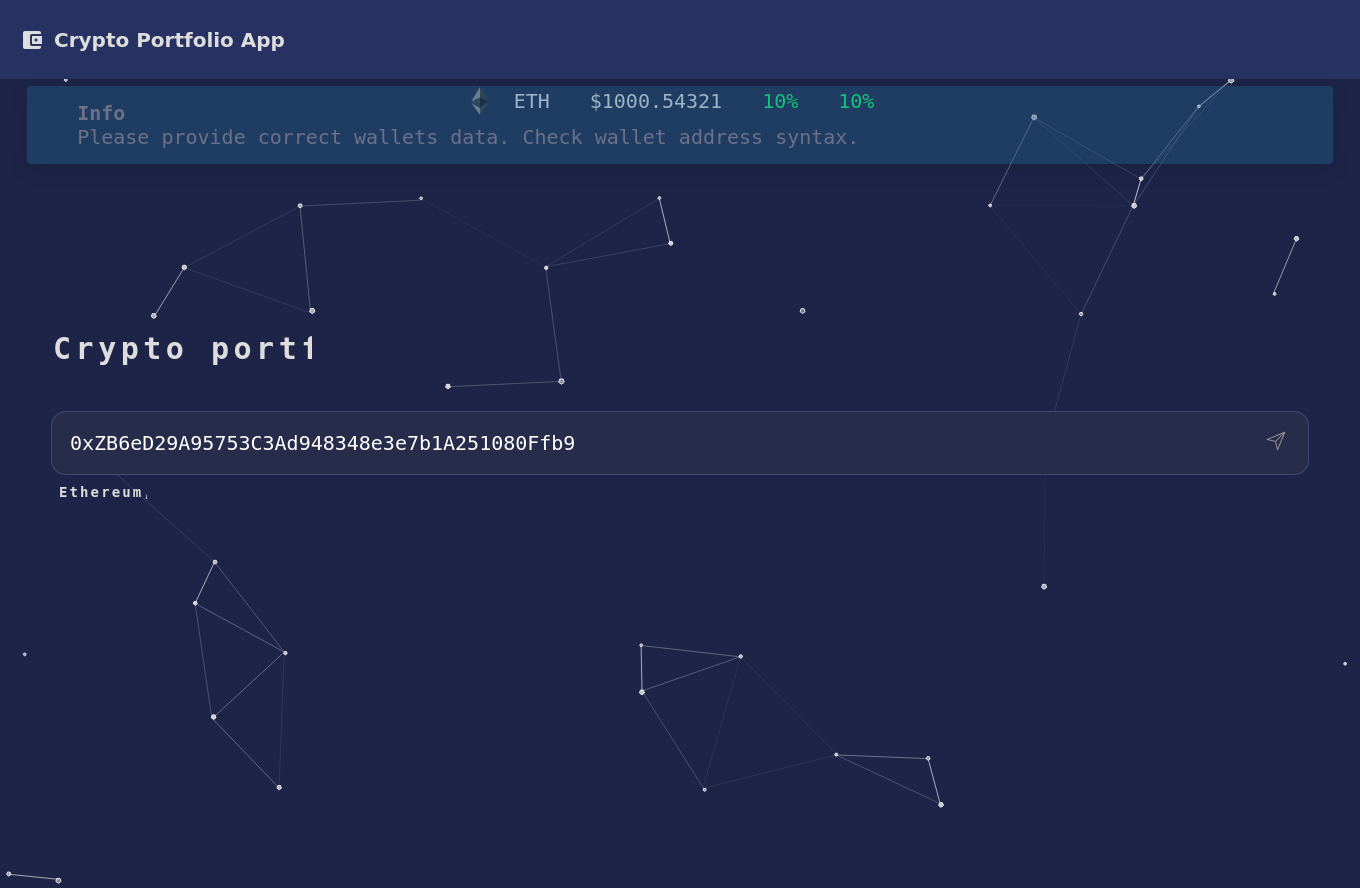 Crypto Portfolio App
ETH $1000.54321 10% 10%
Info
Please provide correct wallets data. Check wallet address syntax.
Crypto port
0xZB6eD29A95753C3Ad948348e3e7b1A251080Ffb9
Ethereum,